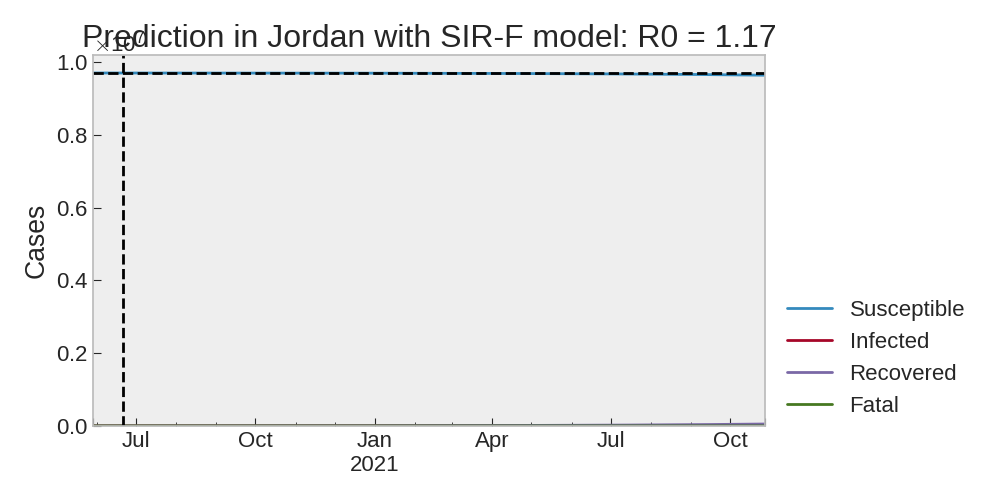 Prediction in Jordan with SIR-F model: R0 = 1.17
×10⁷
1.0
0.8
0.6
0.4
0.2
0.0
Cases
Jul Oct Jan Apr Jul Oct
2021
Susceptible
Infected
Recovered
Fatal